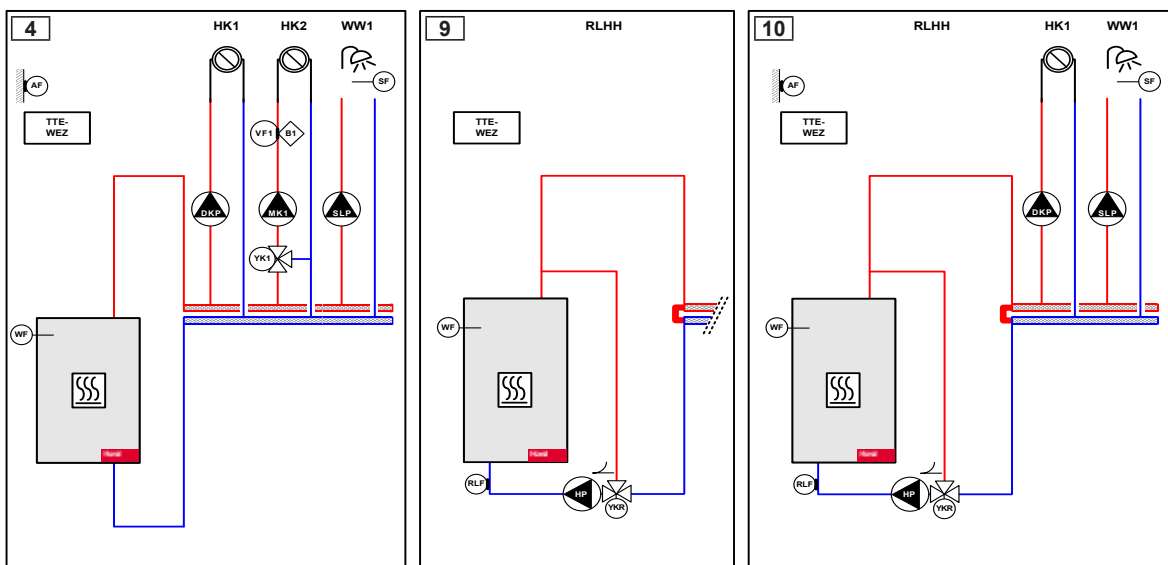 4
HK1 HK2 WW1
AF
SF
TTE-
WEZ
VF1 B1
DKP MK1 SLP
YK1
WF
9
RLHH
TTE-
WEZ
WF
RLF
HP
YKR
10
RLHH HK1 WW1
AF
SF
TTE-
WEZ
DKP SLP
WF
RLF
HP
YKR